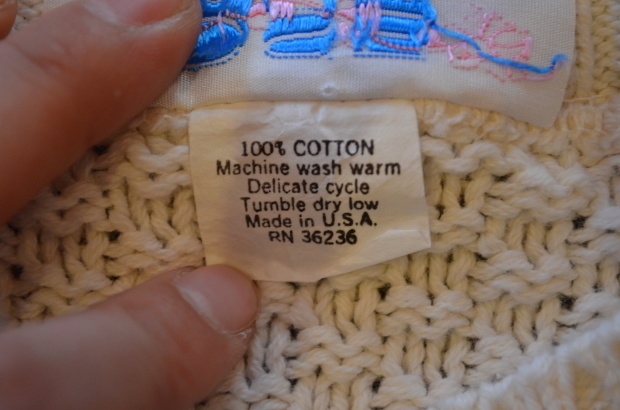 100% COTTON
Machine wash warm
Delicate cycle
Tumble dry low
Made in U.S.A.
RN 36236